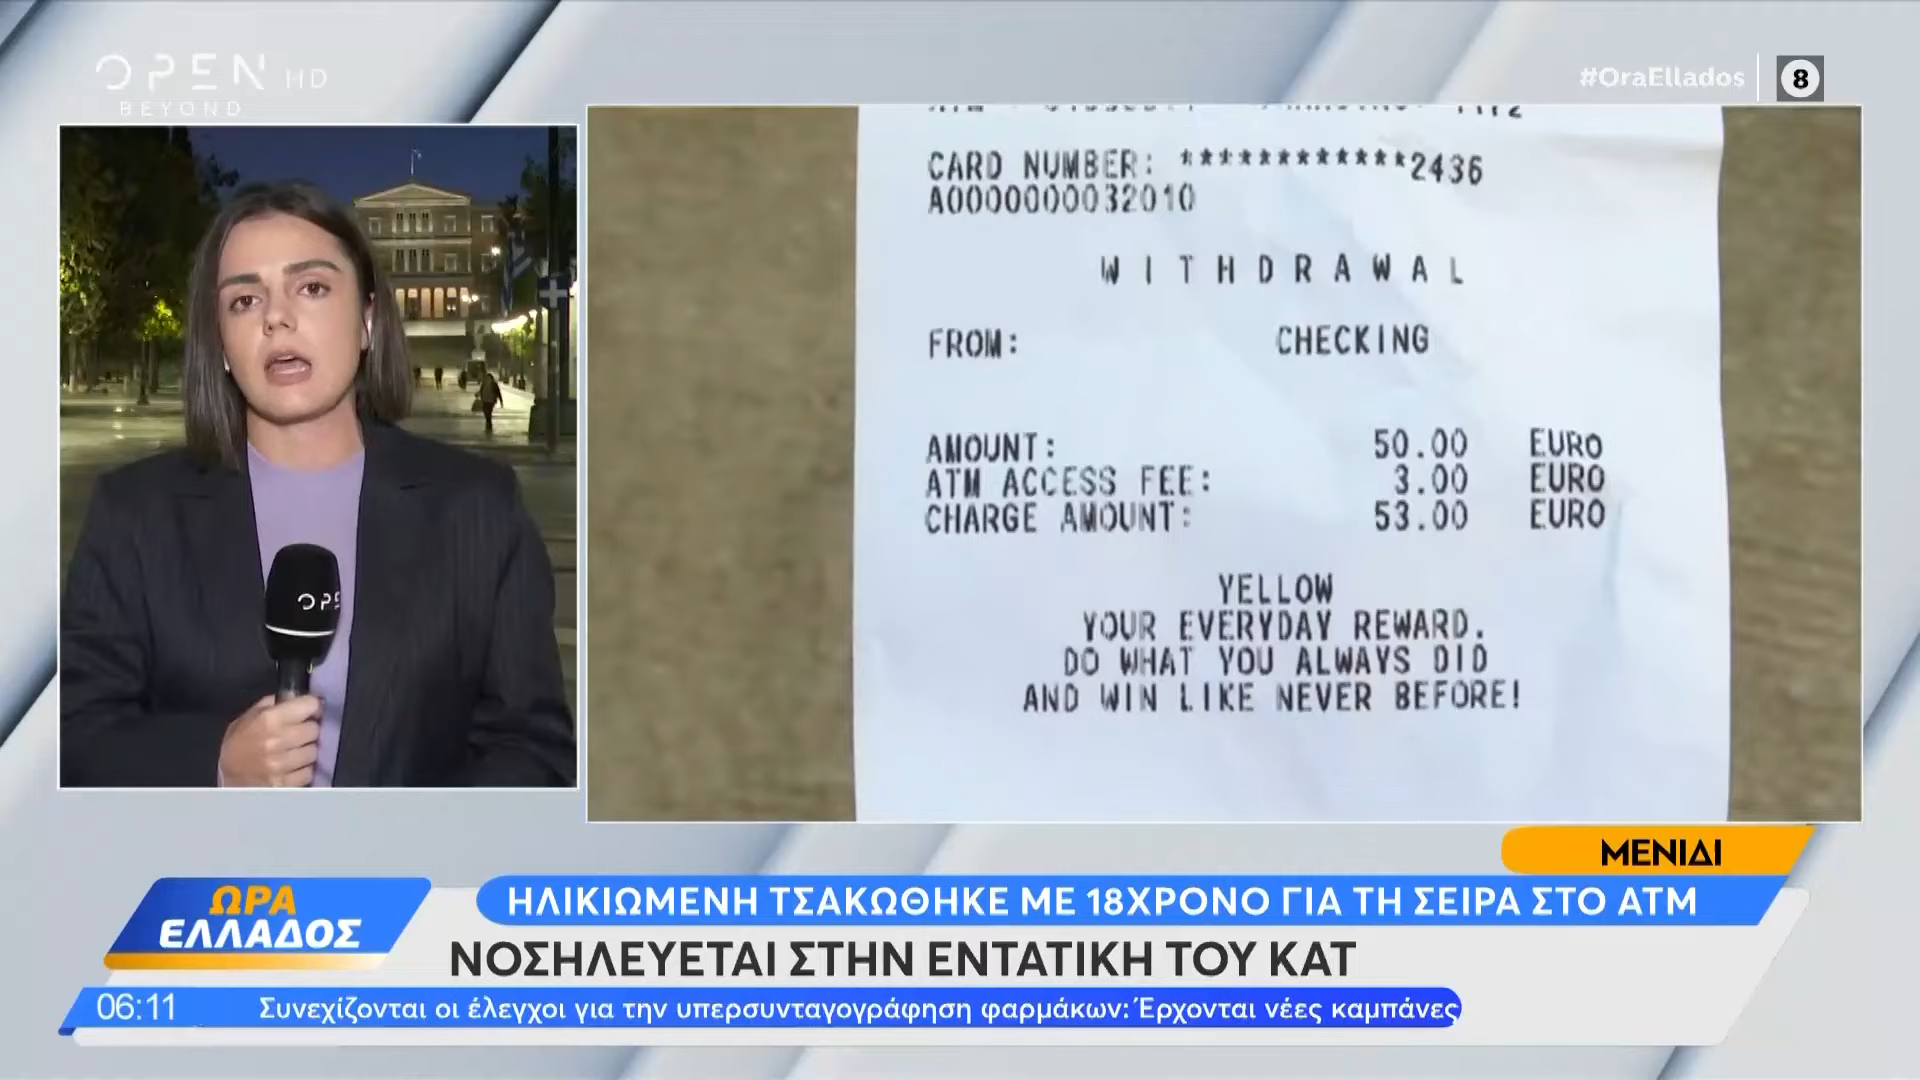 OPEN HD
BEYOND
#OraEllados
8
CARD NUMBER: ************2436
A0000000032010
WITHDRAWAL
FROM: CHECKING
AMOUNT: 50.00 EURO
ATM ACCESS FEE: 3.00 EURO
CHARGE AMOUNT: 53.00 EURO
YELLOW
YOUR EVERYDAY REWARD.
DO WHAT YOU ALWAYS DID
AND WIN LIKE NEVER BEFORE!
ΜΕΝΙΔΙ
ΩΡΑ
ΕΛΛΑΔΟΣ
ΗΛΙΚΙΩΜΕΝΗ ΤΣΑΚΩΘΗΚΕ ΜΕ 18ΧΡΟΝΟ ΓΙΑ ΤΗ ΣΕΙΡΑ ΣΤΟ ΑΤΜ
ΝΟΣΗΛΕΥΕΤΑΙ ΣΤΗΝ ΕΝΤΑΤΙΚΗ ΤΟΥ ΚΑΤ
06:11
Συνεχίζονται οι έλεγχοι για την υπερσυνταγογράφηση φαρμάκων: Έρχονται νέες καμπάνες